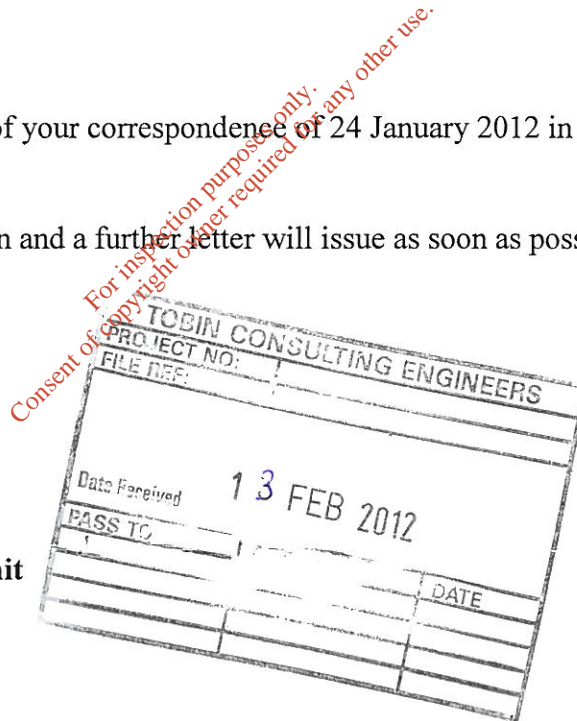 For inspection purposes only.
Consent of copyright owner required for any other use.
of your correspondence of 24 January 2012 in
n and a further letter will issue as soon as poss
TOBIN CONSULTING ENGINEERS
PROJECT NO:
FILE REF:
Date Received 13 FEB 2012
PASS TO
DATE
nit